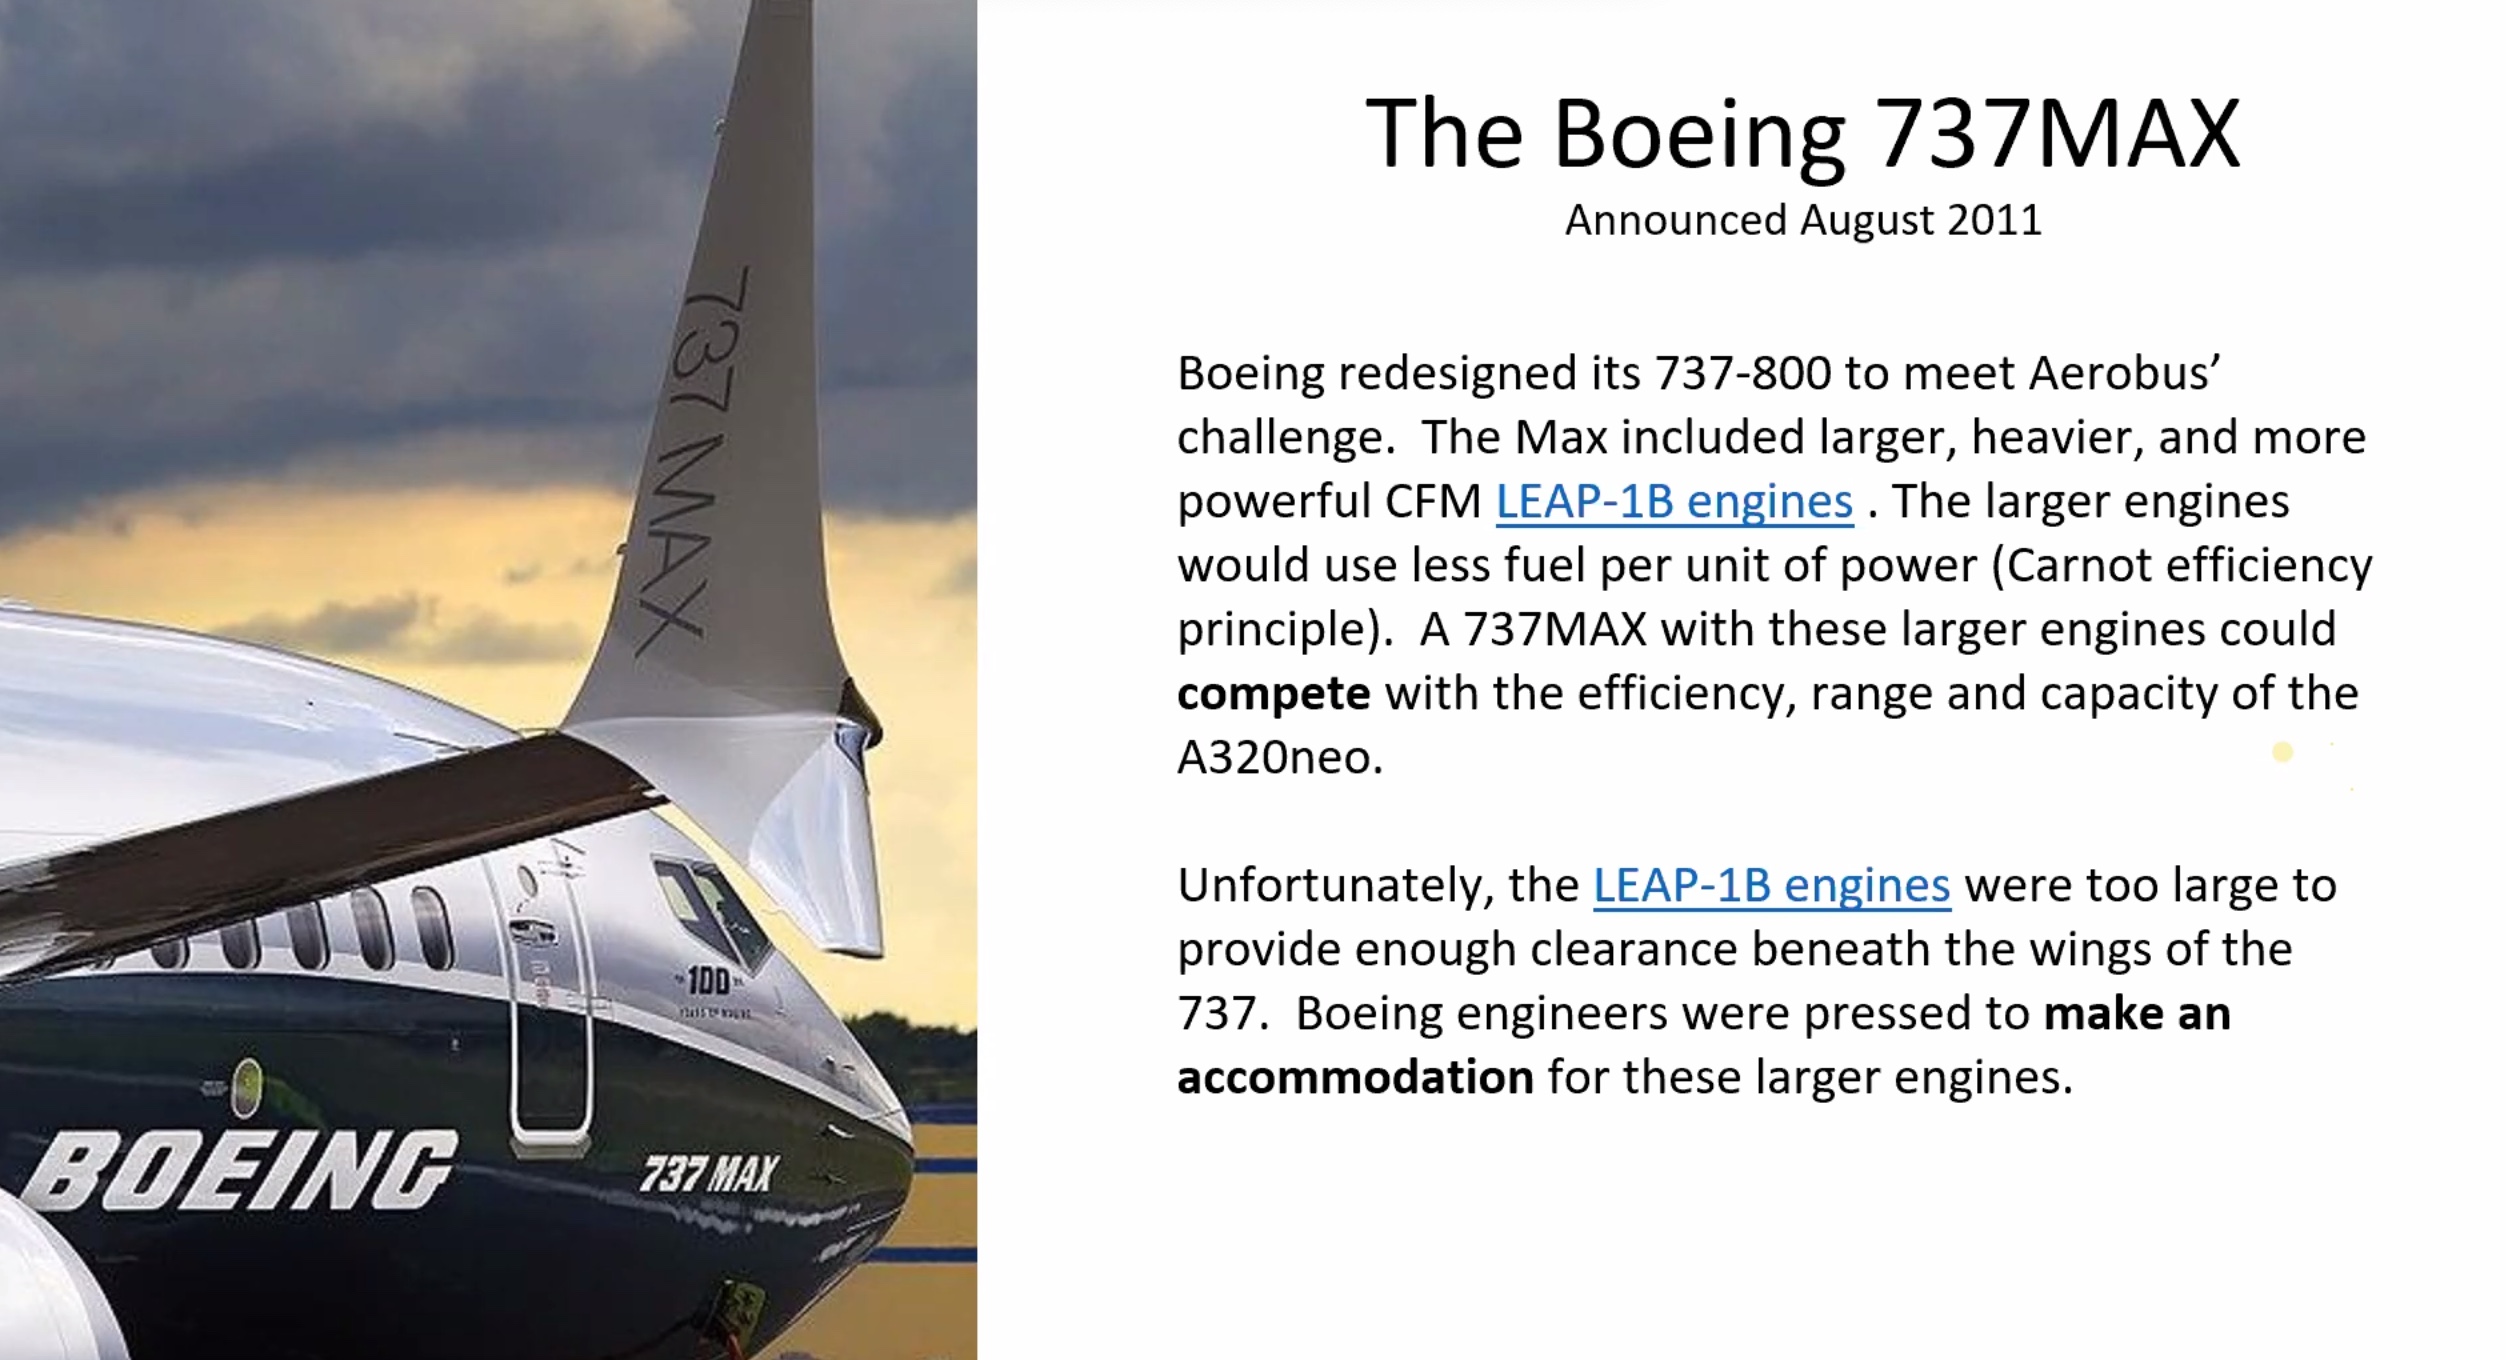 The Boeing 737MAX
Announced August 2011
Boeing redesigned its 737-800 to meet Aerobus’
challenge.  The Max included larger, heavier, and more
powerful CFM LEAP-1B engines . The larger engines
would use less fuel per unit of power (Carnot efficiency
principle).  A 737MAX with these larger engines could
compete with the efficiency, range and capacity of the
A320neo.
Unfortunately, the LEAP-1B engines were too large to
provide enough clearance beneath the wings of the
737.  Boeing engineers were pressed to make an
accommodation for these larger engines.
737 MAX
100
BOEING
737 MAX